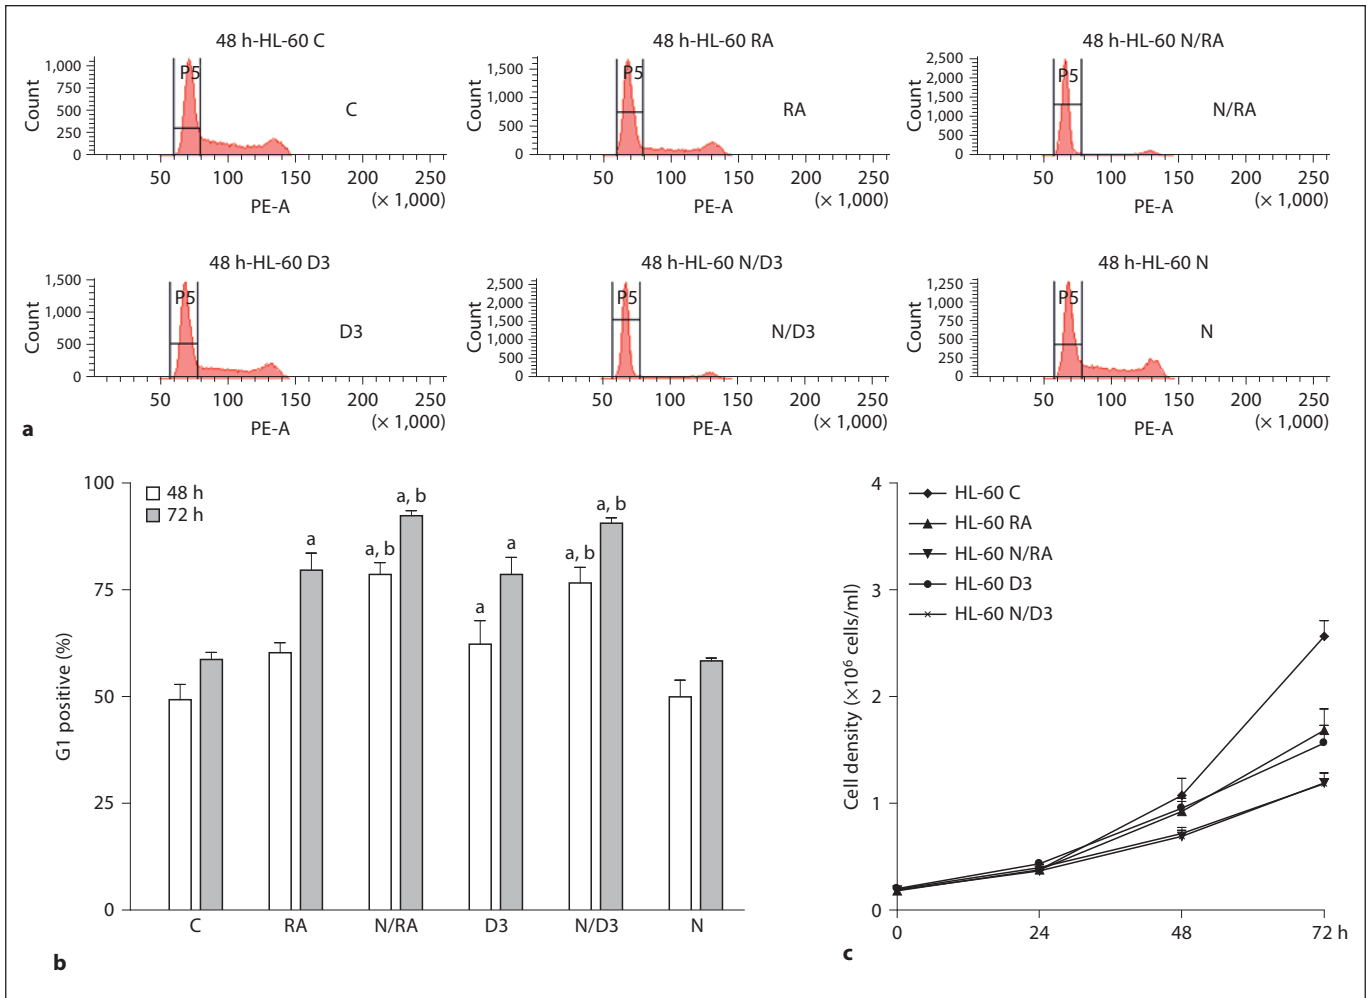 48 h-HL-60 C
1,000
750
500
250
0
Count
P5
C
50 100 150 200 250
PE-A
(× 1,000)
48 h-HL-60 RA
1,500
1,000
500
0
Count
P5
RA
50 100 150 200 250
PE-A
(× 1,000)
48 h-HL-60 N/RA
2,500
2,000
1,500
1,000
500
0
Count
P5
N/RA
50 100 150 200 250
PE-A
(× 1,000)
48 h-HL-60 D3
1,500
1,000
500
0
Count
P5
D3
50 100 150 200 250
PE-A
(× 1,000)
48 h-HL-60 N/D3
2,500
2,000
1,500
1,000
500
0
Count
P5
N/D3
50 100 150 200 250
PE-A
(× 1,000)
48 h-HL-60 N
1,250
1,000
750
500
250
0
Count
P5
N
50 100 150 200 250
PE-A
(× 1,000)
a
100
75
50
25
0
G1 positive (%)
48 h
72 h
a
a, b
a, b
a
a
a, b
a, b
C RA N/RA D3 N/D3 N
b
4
3
2
1
0
Cell density (×10⁶ cells/ml)
HL-60 C
HL-60 RA
HL-60 N/RA
HL-60 D3
HL-60 N/D3
0 24 48 72 h
c